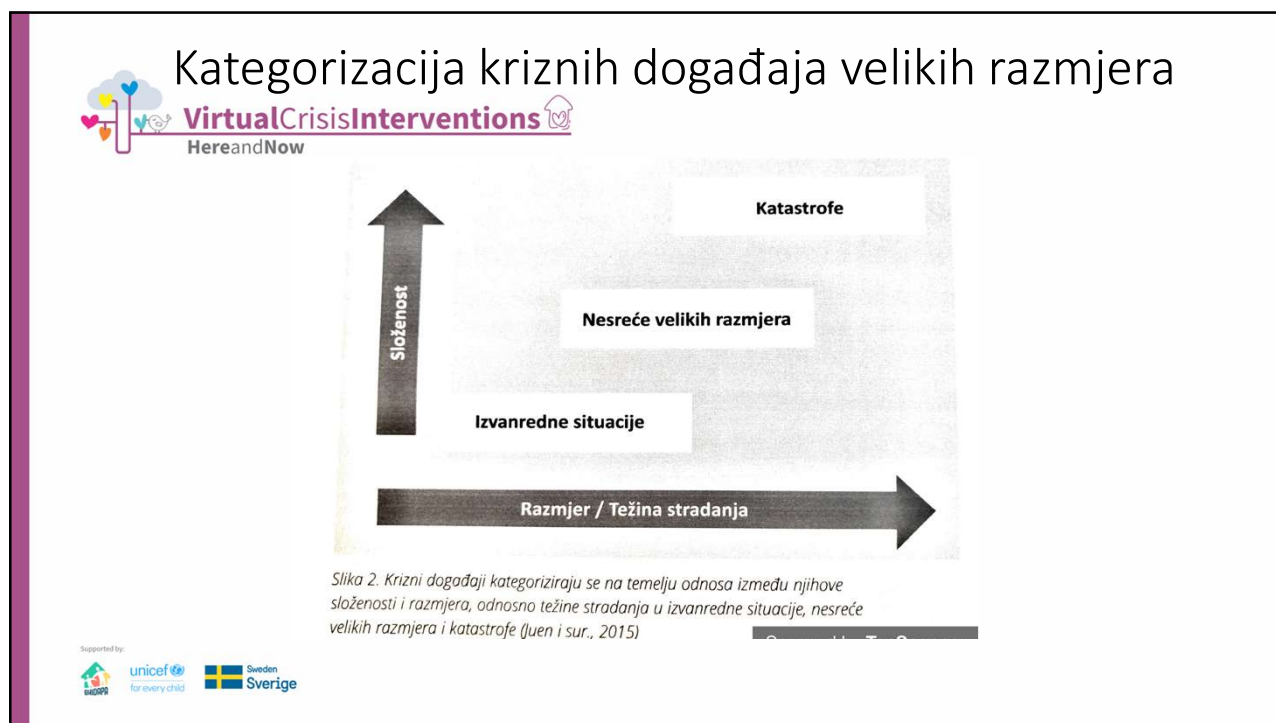 Kategorizacija kriznih događaja velikih razmjera
VirtualCrisisInterventions
HereandNow
Katastrofe
Složenost
Nesreće velikih razmjera
Izvanredne situacije
Razmjer / Težina stradanja
Slika 2. Krizni događaji kategoriziraju se na temelju odnosa između njihove
složenosti i razmjera, odnosno težine stradanja u izvanredne situacije, nesreće
velikih razmjera i katastrofe (Juen i sur., 2015)
Supported by:
unicef
for every child
Sweden
Sverige